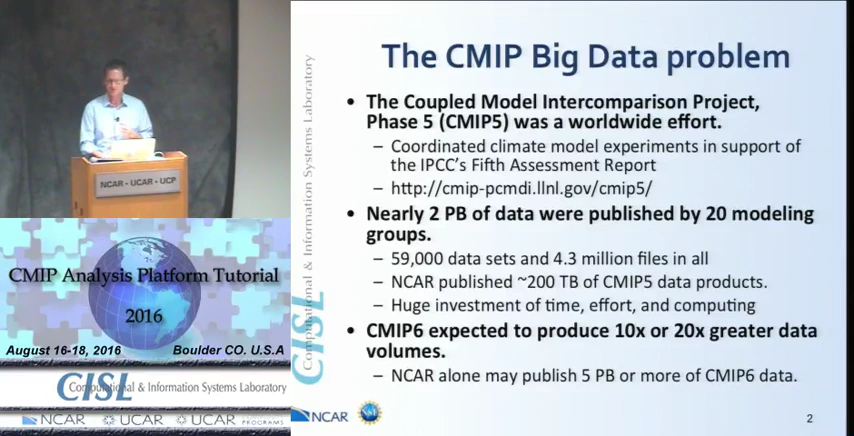 NCAR • UCAR • UCP
CMIP Analysis Platform Tutorial
2016
August 16-18, 2016 Boulder CO. U.S.A
CISL Computational & Information Systems Laboratory
NCAR UCAR UCAR PROGRAMS
Computational & Information Systems Laboratory
CISL
The CMIP Big Data problem
• The Coupled Model Intercomparison Project,
Phase 5 (CMIP5) was a worldwide effort.
– Coordinated climate model experiments in support of
the IPCC's Fifth Assessment Report
– http://cmip-pcmdi.llnl.gov/cmip5/
• Nearly 2 PB of data were published by 20 modeling
groups.
– 59,000 data sets and 4.3 million files in all
– NCAR published ~200 TB of CMIP5 data products.
– Huge investment of time, effort, and computing
• CMIP6 expected to produce 10x or 20x greater data
volumes.
– NCAR alone may publish 5 PB or more of CMIP6 data.
NCAR
NSF
2